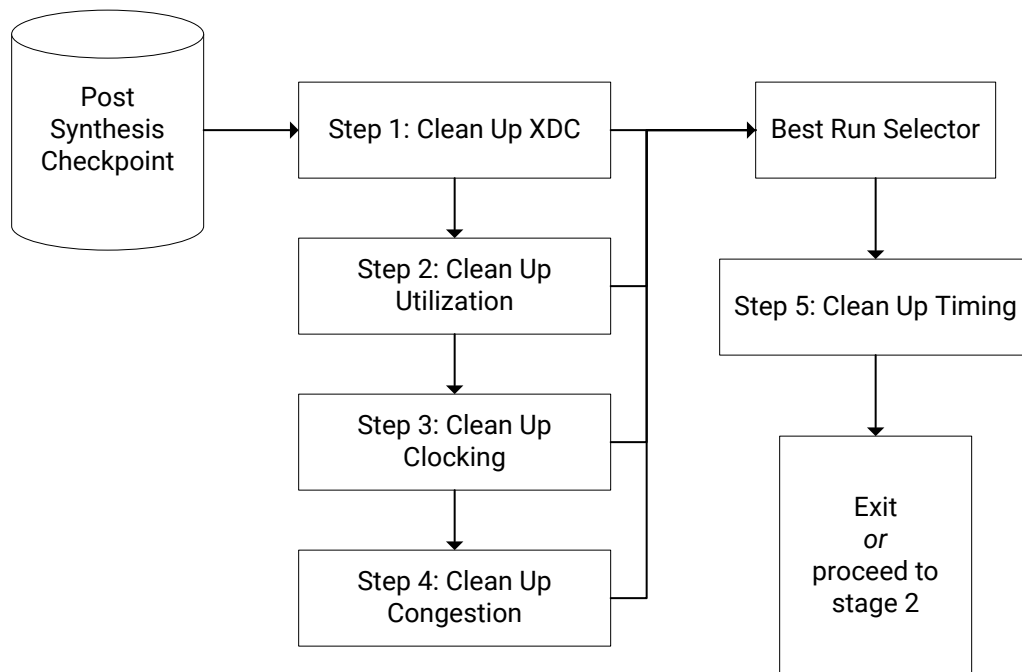 Post
Synthesis
Checkpoint
Step 1: Clean Up XDC
Step 2: Clean Up
Utilization
Step 3: Clean Up
Clocking
Step 4: Clean Up
Congestion
Best Run Selector
Step 5: Clean Up Timing
Exit
or
proceed to
stage 2